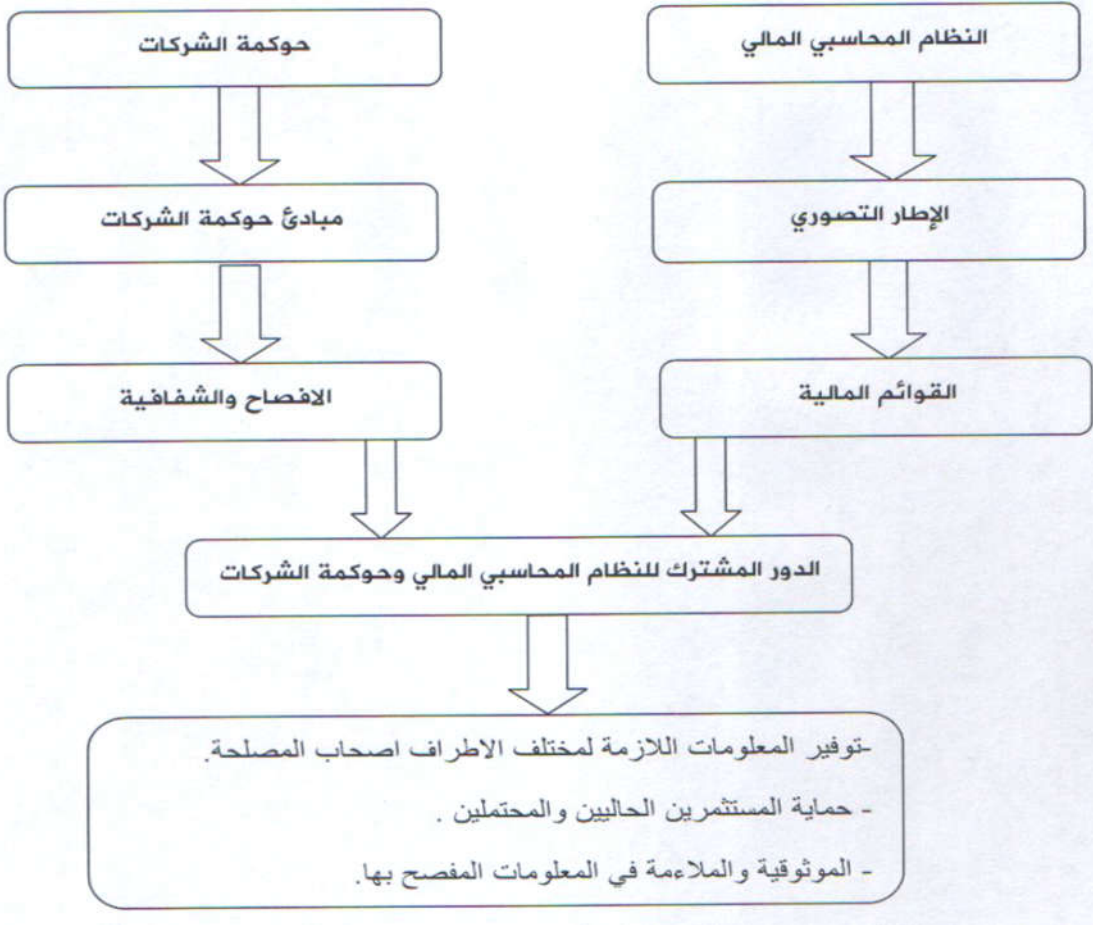 النظام المحاسبي المالي
حوكمة الشركات
الإطار التصوري
مبادئ حوكمة الشركات
القوائم المالية
الافصاح والشفافية
الدور المشترك للنظام المحاسبي المالي وحوكمة الشركات
-توفير المعلومات اللازمة لمختلف الاطراف اصحاب المصلحة.
- حماية المستثمرين الحاليين والمحتملين .
- الموثوقية والملاءمة في المعلومات المفصح بها.